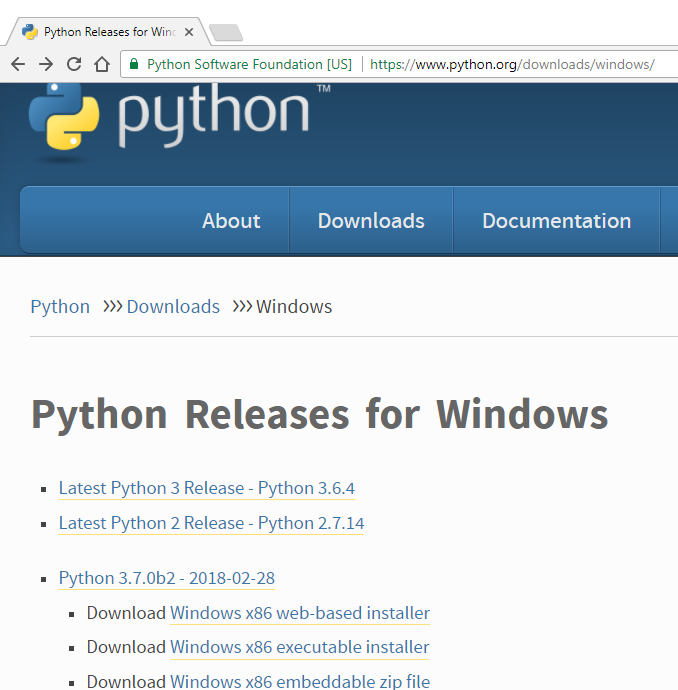 Python Releases for Winc
Python Software Foundation [US] https://www.python.org/downloads/windows/
python™
About Downloads Documentation
Python >>> Downloads >>> Windows
Python Releases for Windows
Latest Python 3 Release - Python 3.6.4
Latest Python 2 Release - Python 2.7.14
Python 3.7.0b2 - 2018-02-28
Download Windows x86 web-based installer
Download Windows x86 executable installer
Download Windows x86 embeddable zip file